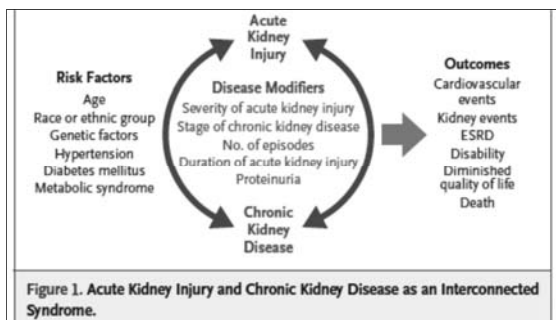 Acute
Kidney
Injury
Risk Factors
Age
Race or ethnic group
Genetic factors
Hypertension
Diabetes mellitus
Metabolic syndrome
Disease Modifiers
Severity of acute kidney injury
Stage of chronic kidney disease
No. of episodes
Duration of acute kidney injury
Proteinuria
Chronic
Kidney
Disease
Outcomes
Cardiovascular
events
Kidney events
ESRD
Disability
Diminished
quality of life
Death
Figure 1. Acute Kidney Injury and Chronic Kidney Disease as an Interconnected
Syndrome.